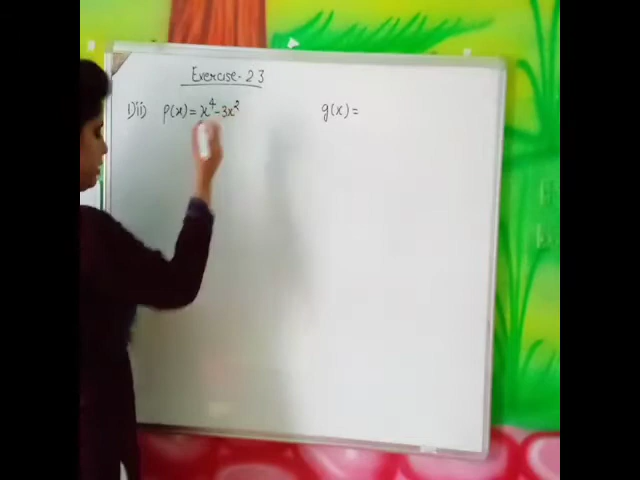 Exercise-2.3
1)ii) p(x)=x⁴-3x² g(x)=